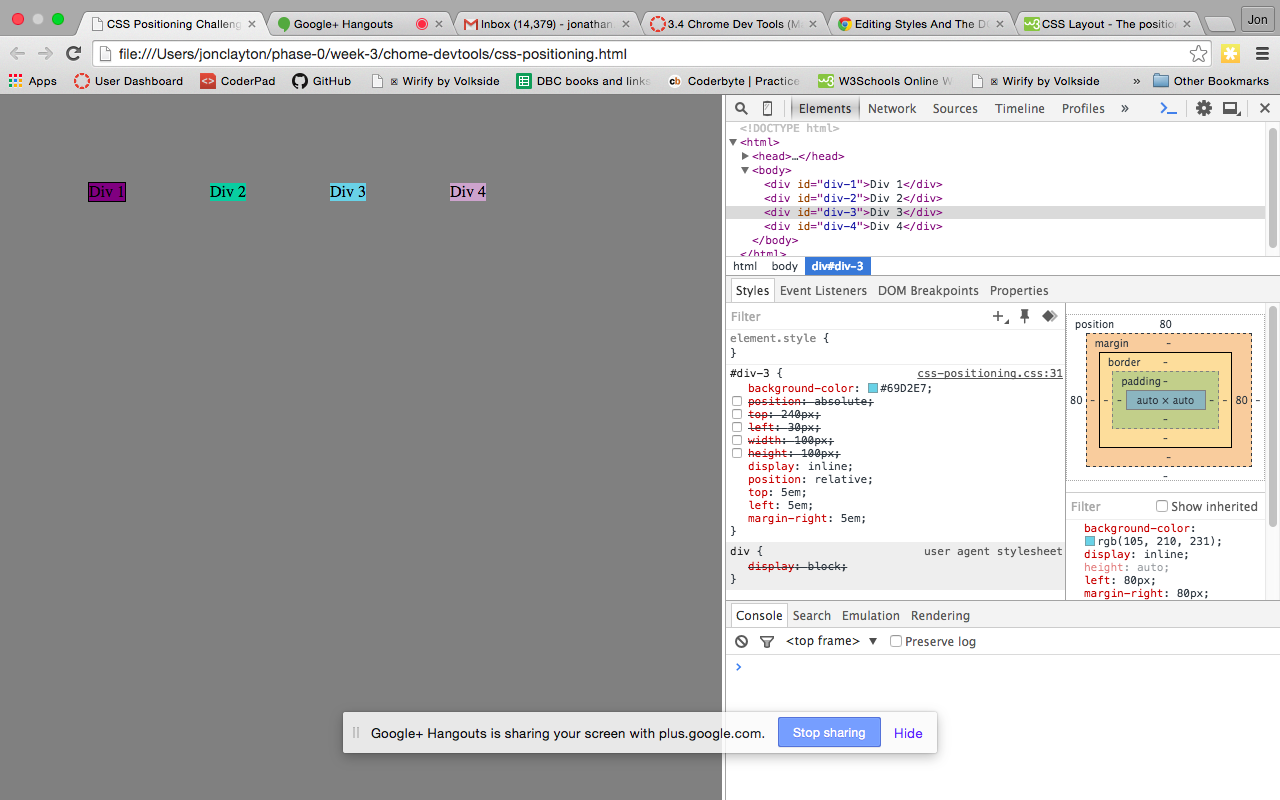 CSS Positioning Challeng
Google+ Hangouts
Inbox (14,379) - jonathan
3.4 Chrome Dev Tools (Ma
Editing Styles And The DO
CSS Layout - The position
Jon
file:///Users/jonclayton/phase-0/week-3/chome-devtools/css-positioning.html
Apps
User Dashboard
CoderPad
GitHub
Wirify by Volkside
DBC books and links
Coderbyte | Practice
W3Schools Online W
Wirify by Volkside
»
Other Bookmarks
Div 1
Div 2
Div 3
Div 4
Elements Network Sources Timeline Profiles »
<!DOCTYPE html>
<html>
<head>…</head>
<body>
<div id="div-1">Div 1</div>
<div id="div-2">Div 2</div>
<div id="div-3">Div 3</div>
<div id="div-4">Div 4</div>
</body>
</html>
html body div#div-3
Styles Event Listeners DOM Breakpoints Properties
Filter
element.style {
}
#div-3 { css-positioning.css:31
background-color: #69D2E7;
position: absolute;
top: 240px;
left: 30px;
width: 100px;
height: 100px;
display: inline;
position: relative;
top: 5em;
left: 5em;
margin-right: 5em;
}
div { user agent stylesheet
display: block;
}
position 80
margin -
border -
padding -
80 - - - auto × auto - - 80 -
-
-
-
-
Filter Show inherited
background-color:
rgb(105, 210, 231);
display: inline;
height: auto;
left: 80px;
margin-right: 80px;
Console Search Emulation Rendering
<top frame> ▼ Preserve log
>
Google+ Hangouts is sharing your screen with plus.google.com.
Stop sharing
Hide